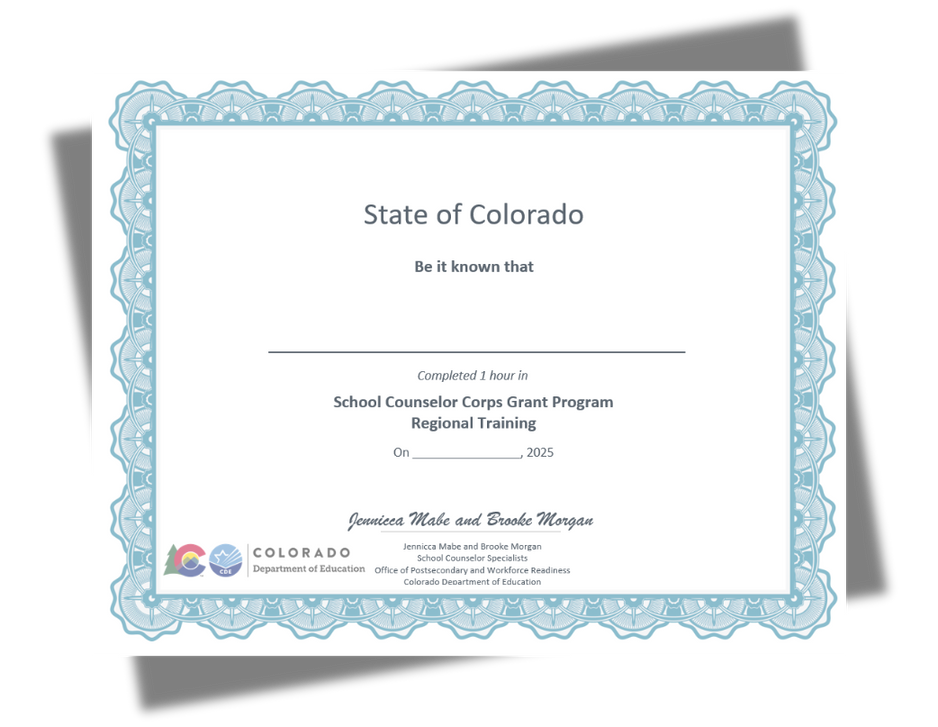 State of Colorado
Be it known that
Completed 1 hour in
School Counselor Corps Grant Program
Regional Training
On ________________, 2025
Jennicca Mabe and Brooke Morgan
Jennicca Mabe and Brooke Morgan
School Counselor Specialists
Office of Postsecondary and Workforce Readiness
Colorado Department of Education
CDE
COLORADO
Department of Education